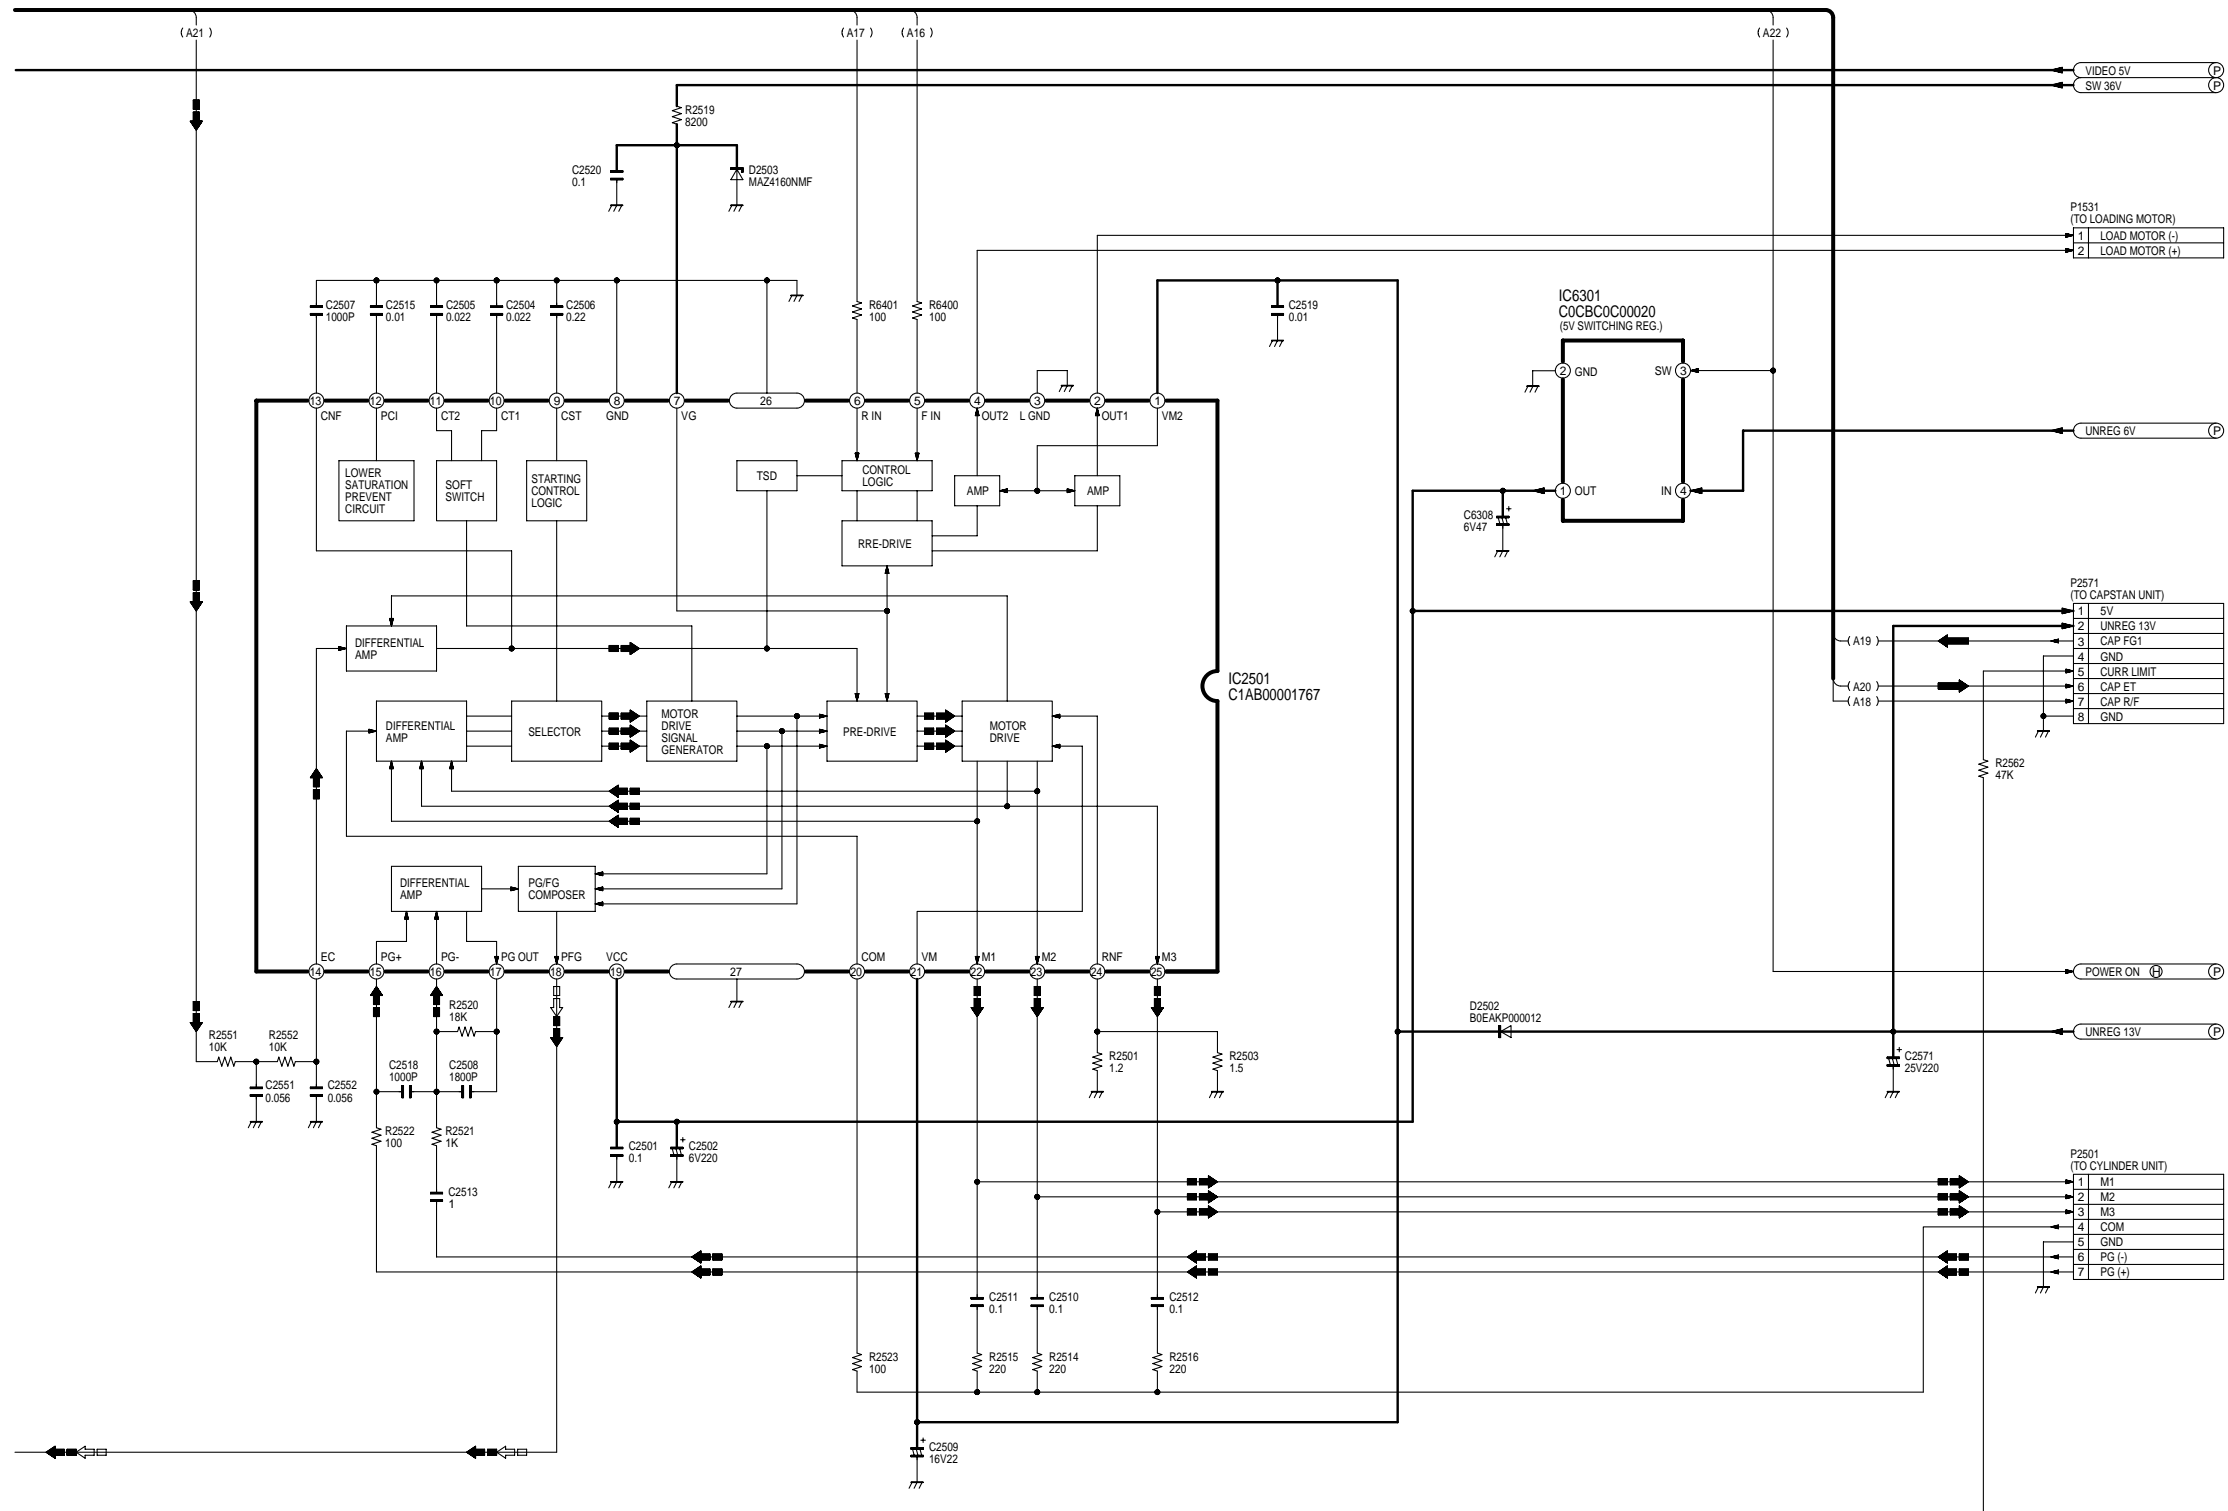 (A21)
(A17)
(A16)
(A22)
VIDEO 5V P
SW 36V P
R2519
8200
C2520
0.1
D2503
MAZ4160NMF
P1531
(TO LOADING MOTOR)
1 LOAD MOTOR (-)
2 LOAD MOTOR (+)
C2507
1000P
C2515
0.01
C2505
0.022
C2504
0.022
C2506
0.22
R6401
100
R6400
100
C2519
0.01
IC6301
C0CBC0C00020
(5V SWITCHING REG.)
2 GND
SW 3
1 OUT
IN 4
C6308
6V47
+
UNREG 6V P
13 12 11 10 9 8 7 26 6 5 4 3 2 1
CNF PCI CT2 CT1 CST GND VG R IN F IN OUT2 L GND OUT1 VM2
LOWER
SATURATION
PREVENT
CIRCUIT
SOFT
SWITCH
STARTING
CONTROL
LOGIC
TSD
CONTROL
LOGIC
AMP
AMP
RRE-DRIVE
DIFFERENTIAL
AMP
P2571
(TO CAPSTAN UNIT)
1 5V
2 UNREG 13V
3 CAP FG1
4 GND
5 CURR LIMIT
6 CAP ET
7 CAP R/F
8 GND
(A19)
(A20)
(A18)
IC2501
C1AB00001767
DIFFERENTIAL
AMP
SELECTOR
MOTOR
DRIVE
SIGNAL
GENERATOR
PRE-DRIVE
MOTOR
DRIVE
R2562
47K
DIFFERENTIAL
AMP
PG/FG
COMPOSER
EC PG+ PG- PG OUT PFG VCC COM VM M1 M2 RNF M3
14 15 16 17 18 19 27 20 21 22 23 24 25
POWER ON H P
R2551
10K
R2552
10K
C2551
0.056
C2552
0.056
R2520
18K
C2518
1000P
C2508
1800P
R2522
100
R2521
1K
C2513
1
C2501
0.1
+
C2502
6V220
R2501
1.2
R2503
1.5
D2502
B0EAKP000012
UNREG 13V P
+
C2571
25V220
P2501
(TO CYLINDER UNIT)
1 M1
2 M2
3 M3
4 COM
5 GND
6 PG (-)
7 PG (+)
C2511
0.1
C2510
0.1
C2512
0.1
R2523
100
R2515
220
R2514
220
R2516
220
+
C2509
16V22